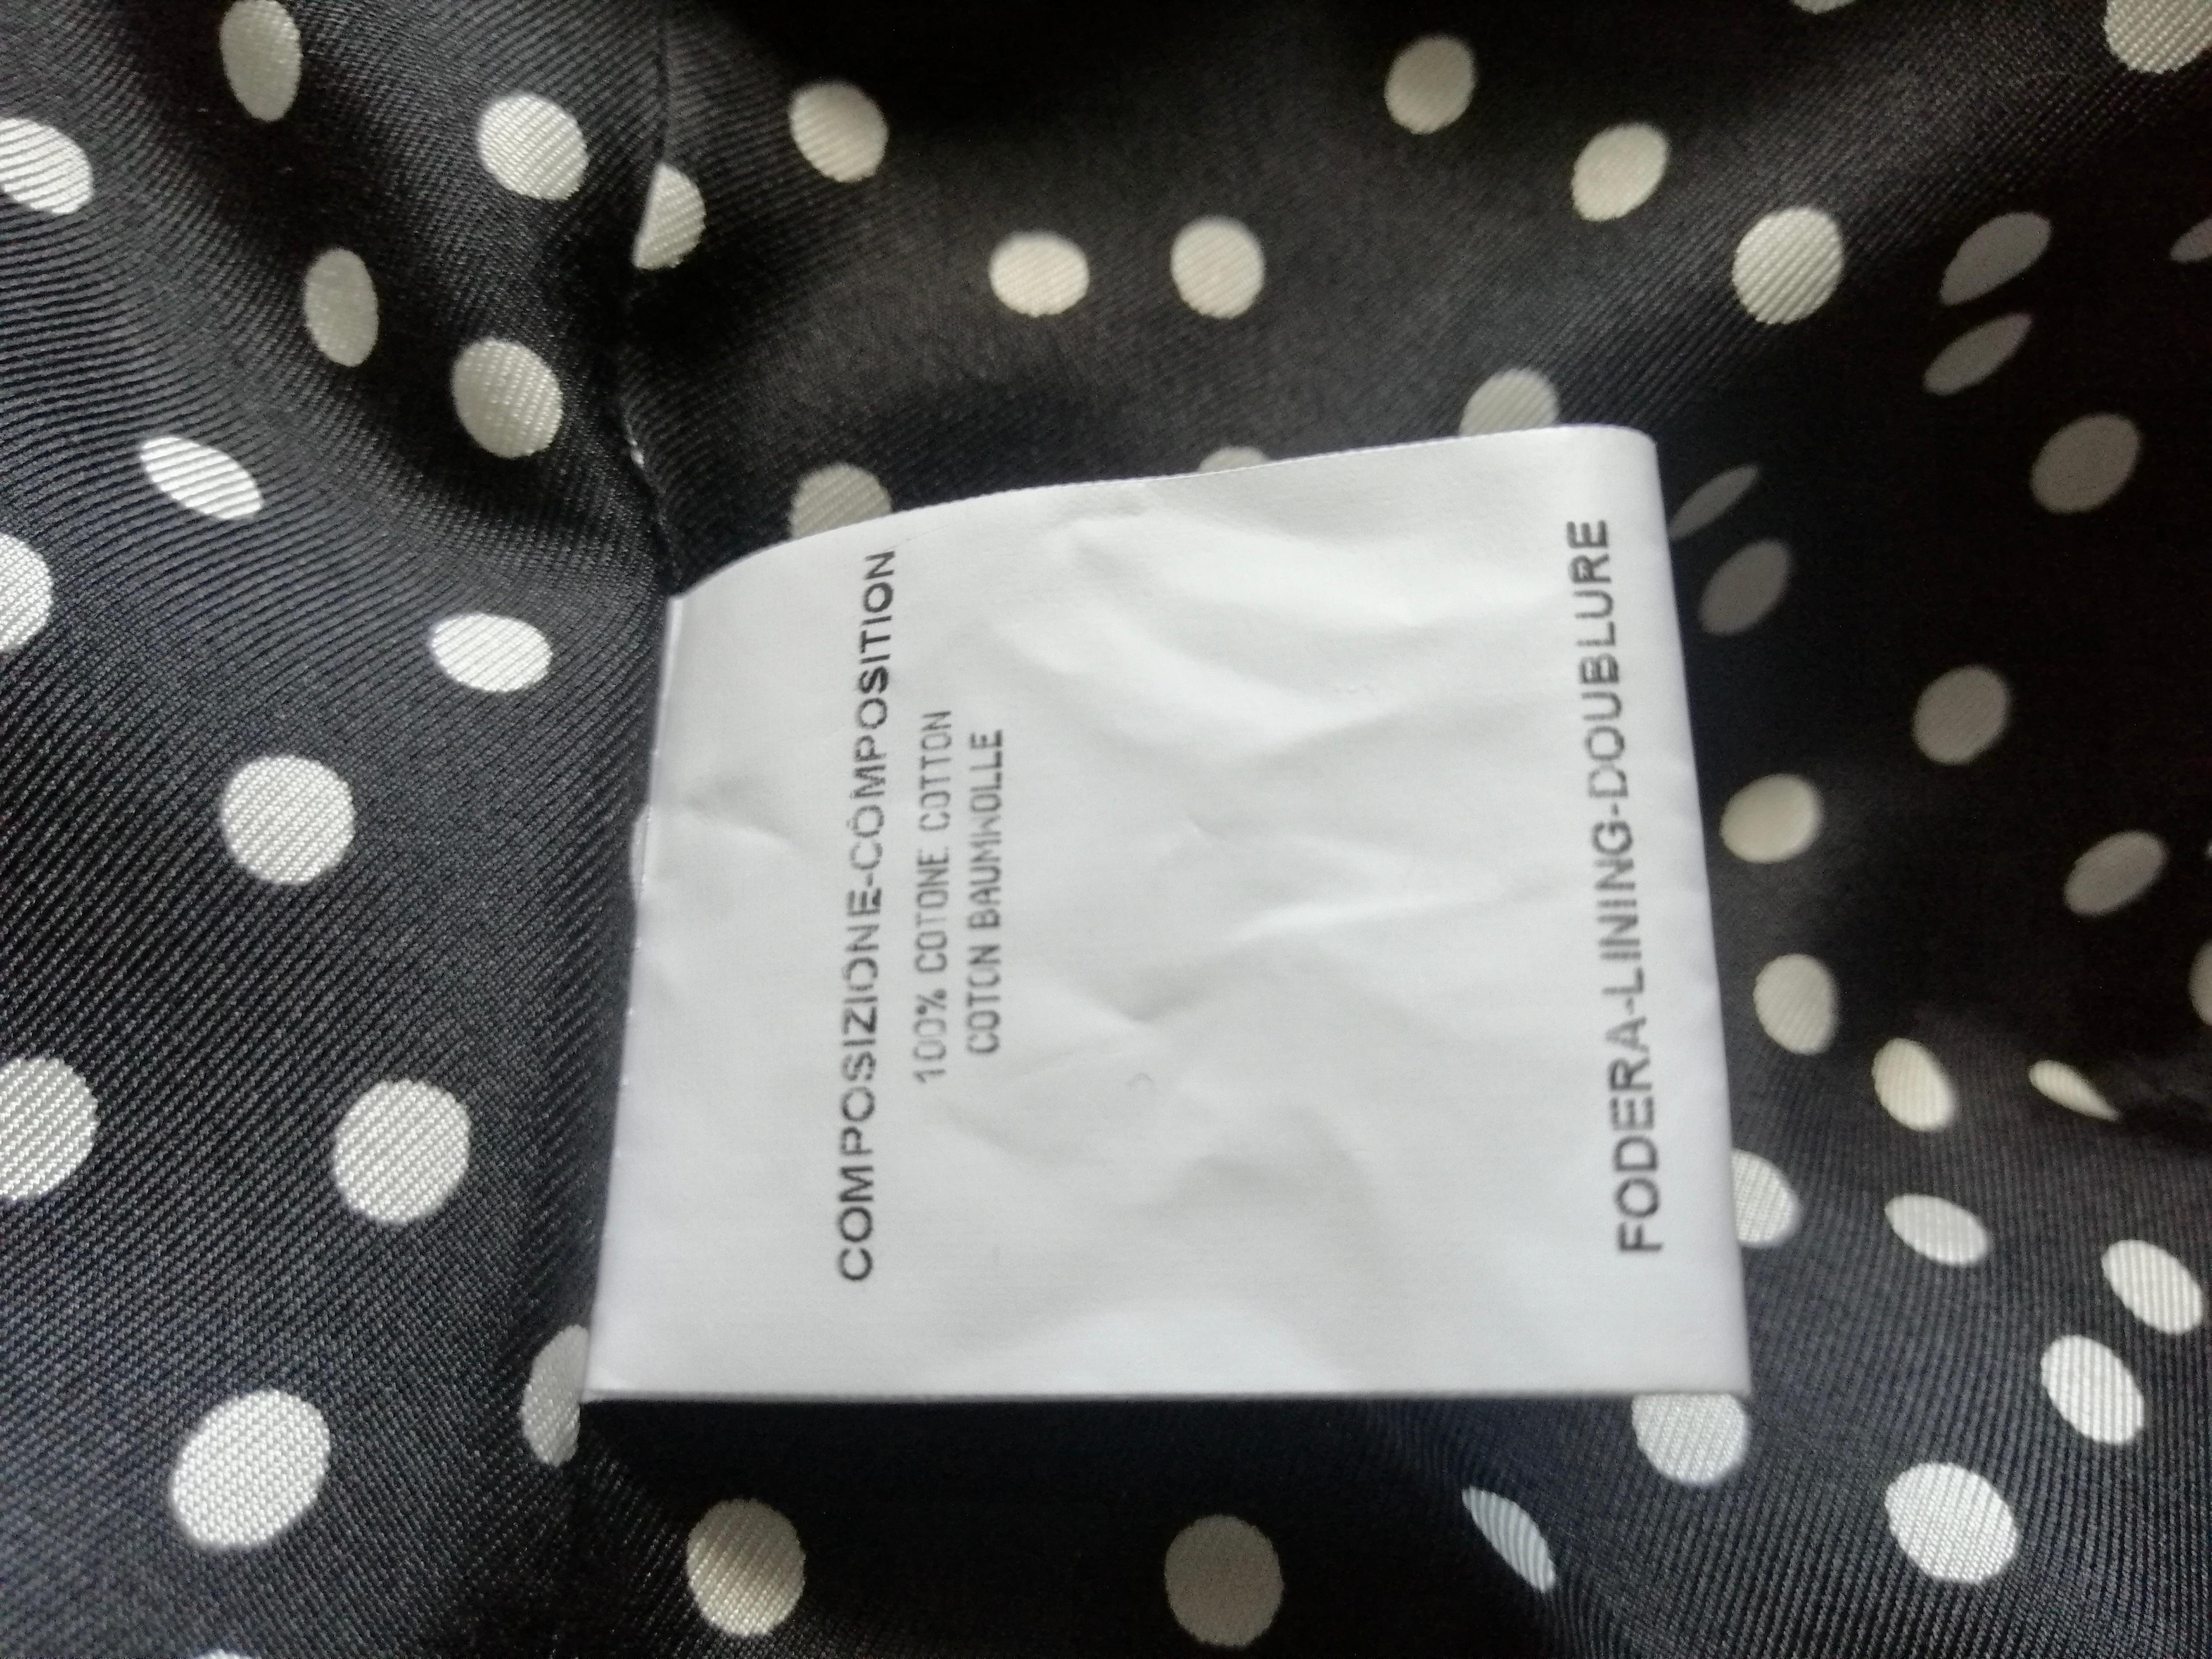 COMPOSIZIONE-COMPOSITION
100% COTONE COTTON
COTON BAUMWOLLE
FODERA-LINING-DOUBLURE